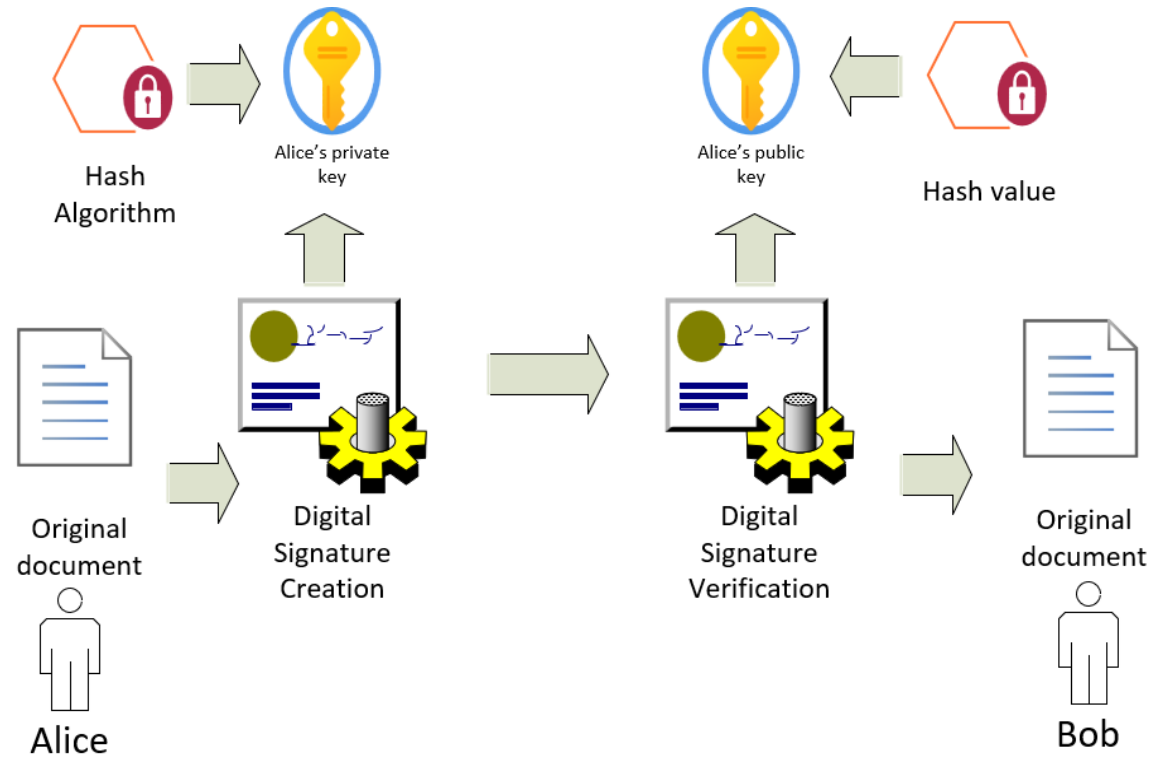 Alice's private
key
Alice's public
key
Hash
Algorithm
Hash value
Original
document
Digital
Signature
Creation
Digital
Signature
Verification
Original
document
Alice
Bob